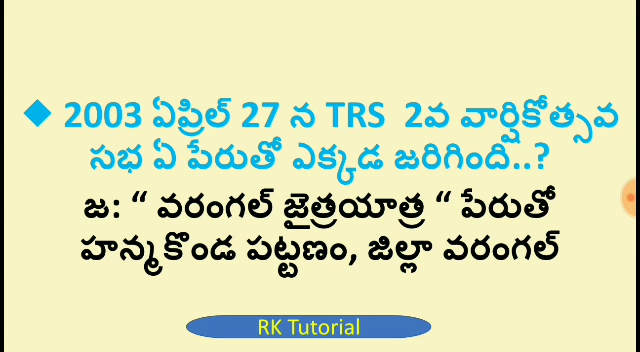 ◆ 2003 ఏప్రిల్ 27 న TRS 2వ వార్షికోత్సవ
సభ ఏ పేరుతో ఎక్కడ జరిగింది..?
జ: “ వరంగల్ జైత్రయాత్ర “ పేరుతో
హన్మకొండ పట్టణం, జిల్లా వరంగల్
RK Tutorial